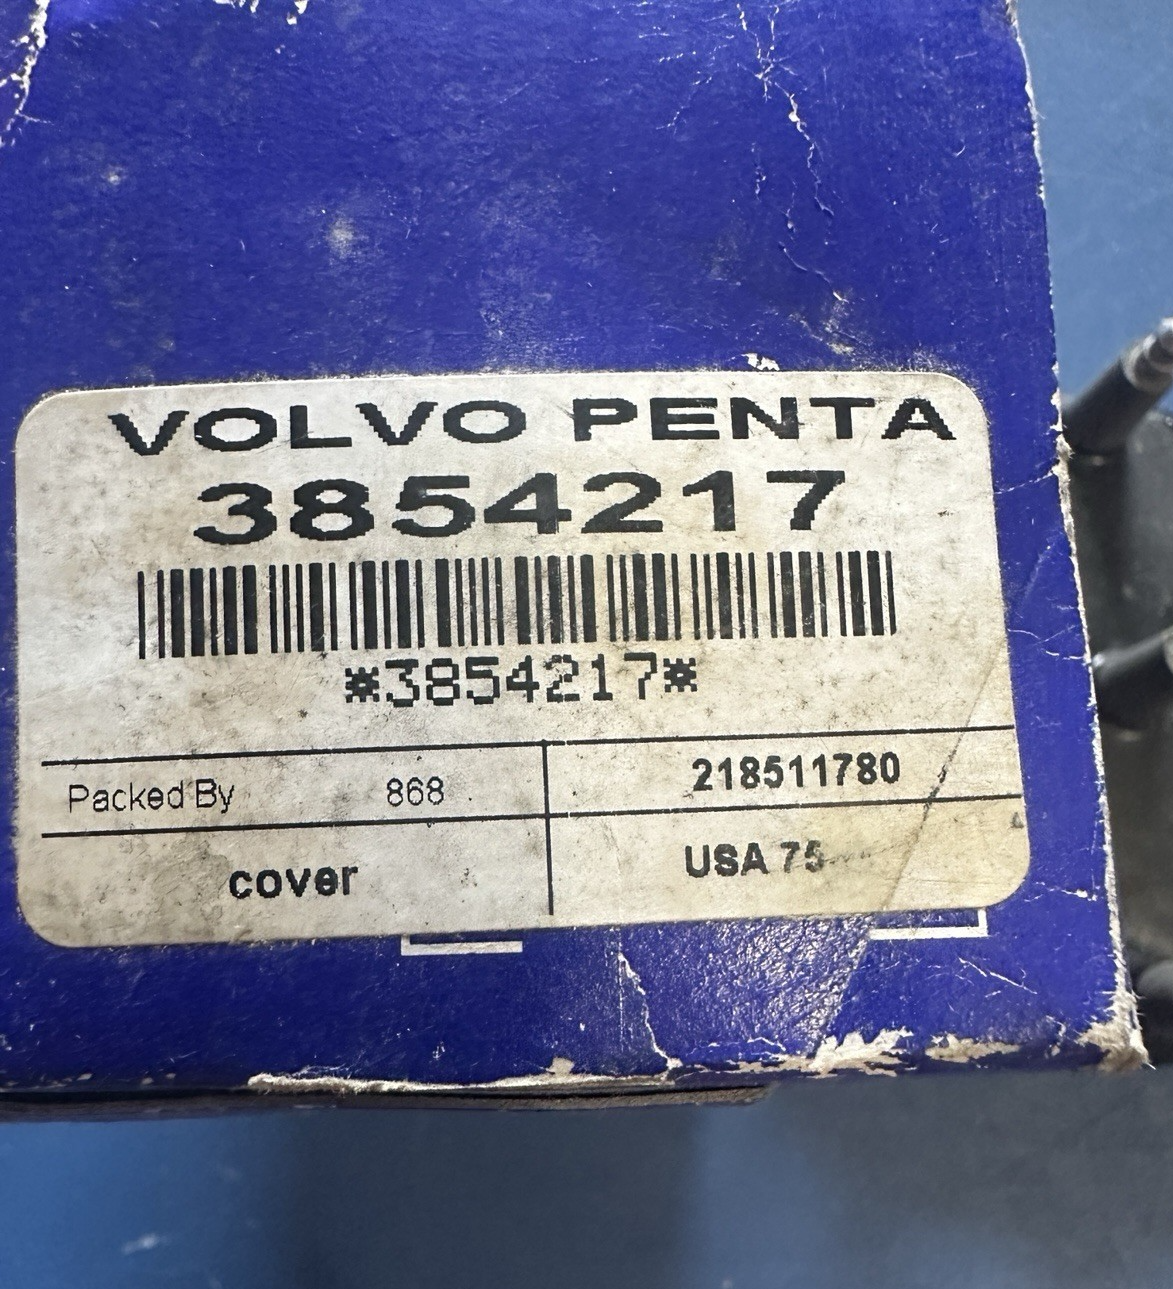 VOLVO PENTA
3854217
*3854217*
Packed By 868 218511780
cover USA 75